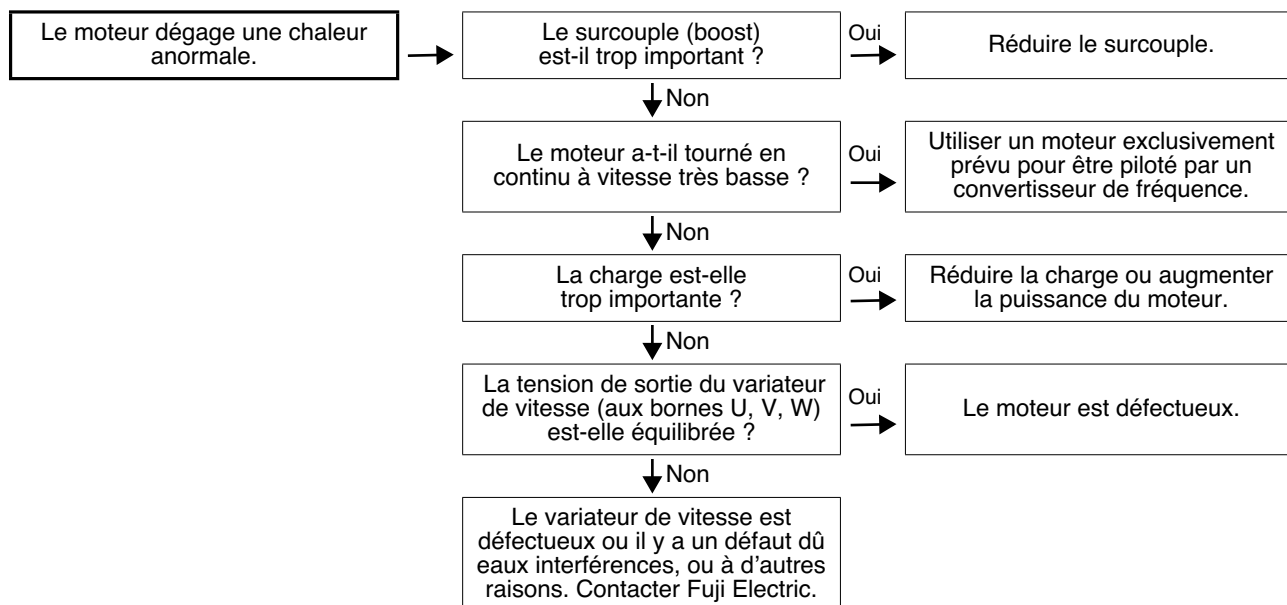 Le moteur dégage une chaleur
anormale.
Le surcouple (boost)
est-il trop important ?
Oui
Réduire le surcouple.
Non
Le moteur a-t-il tourné en
continu à vitesse très basse ?
Oui
Utiliser un moteur exclusivement
prévu pour être piloté par un
convertisseur de fréquence.
Non
La charge est-elle
trop importante ?
Oui
Réduire la charge ou augmenter
la puissance du moteur.
Non
La tension de sortie du variateur
de vitesse (aux bornes U, V, W)
est-elle équilibrée ?
Oui
Le moteur est défectueux.
Non
Le variateur de vitesse est
défectueux ou il y a un défaut dû
eaux interférences, ou à d'autres
raisons. Contacter Fuji Electric.